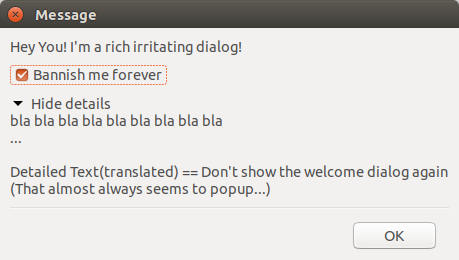 Message
Hey You! I'm a rich irritating dialog!
Bannish me forever
Hide details
bla bla bla bla bla bla bla bla bla
...
Detailed Text(translated) == Don't show the welcome dialog again
(That almost always seems to popup...)
OK